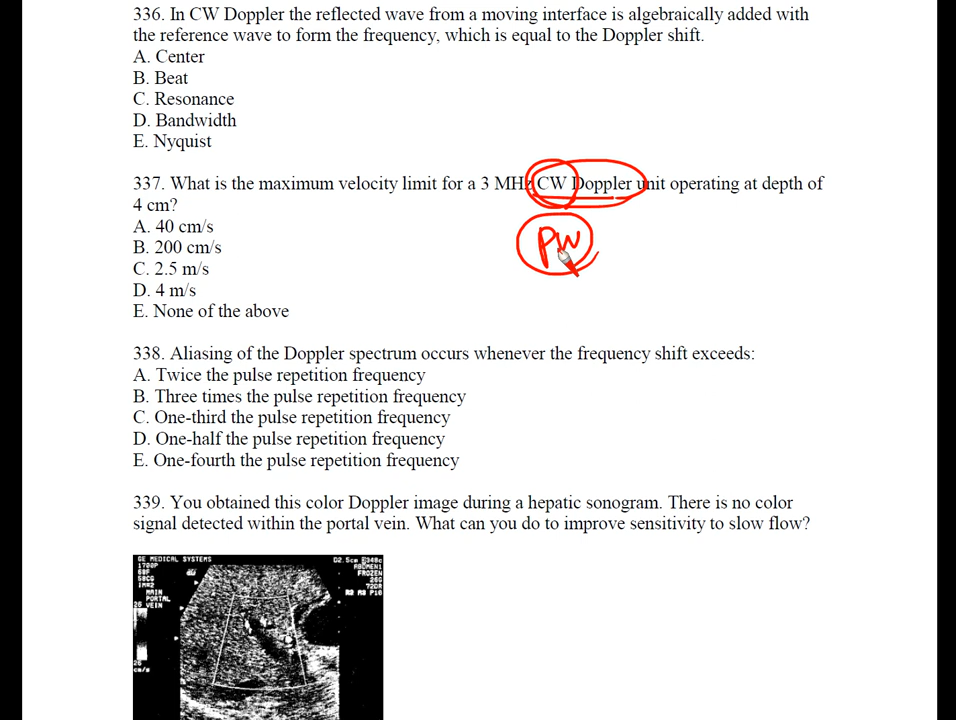 336. In CW Doppler the reflected wave from a moving interface is algebraically added with
the reference wave to form the frequency, which is equal to the Doppler shift.
A. Center
B. Beat
C. Resonance
D. Bandwidth
E. Nyquist
337. What is the maximum velocity limit for a 3 MHz CW Doppler unit operating at depth of
4 cm?
A. 40 cm/s
PW
B. 200 cm/s
C. 2.5 m/s
D. 4 m/s
E. None of the above
338. Aliasing of the Doppler spectrum occurs whenever the frequency shift exceeds:
A. Twice the pulse repetition frequency
B. Three times the pulse repetition frequency
C. One-third the pulse repetition frequency
D. One-half the pulse repetition frequency
E. One-fourth the pulse repetition frequency
339. You obtained this color Doppler image during a hepatic sonogram. There is no color
signal detected within the portal vein. What can you do to improve sensitivity to slow flow?
GE MEDICAL SYSTEMS
FROZEN
MAIN
PORTAL
VEIN
26
cm/s